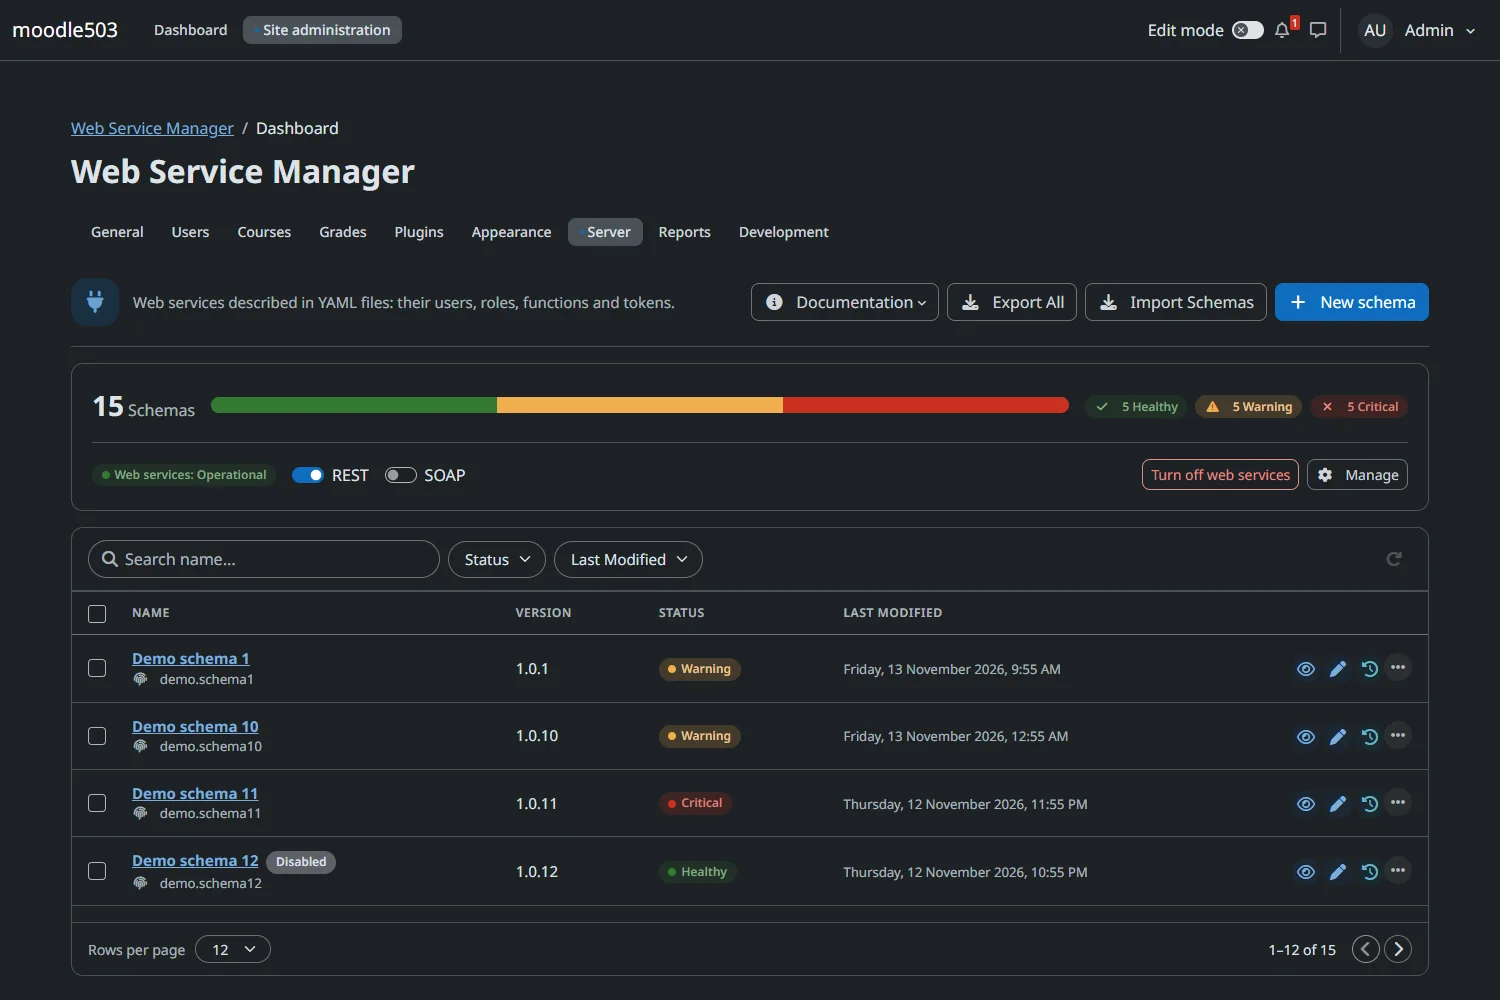 moodle503 Dashboard Site administration Edit mode 1 AU Admin
Web Service Manager / Dashboard
Web Service Manager
General Users Courses Grades Plugins Appearance Server Reports Development
Web services described in YAML files: their users, roles, functions and tokens. Documentation Export All Import Schemas New schema
15 Schemas 5 Healthy 5 Warning 5 Critical
Web services: Operational REST SOAP Turn off web services Manage
Search name... Status Last Modified
NAME VERSION STATUS LAST MODIFIED
Demo schema 1
demo.schema1 1.0.1 Warning Friday, 13 November 2026, 9:55 AM
Demo schema 10
demo.schema10 1.0.10 Warning Friday, 13 November 2026, 12:55 AM
Demo schema 11
demo.schema11 1.0.11 Critical Thursday, 12 November 2026, 11:55 PM
Demo schema 12 Disabled
demo.schema12 1.0.12 Healthy Thursday, 12 November 2026, 10:55 PM
Rows per page 12 1–12 of 15